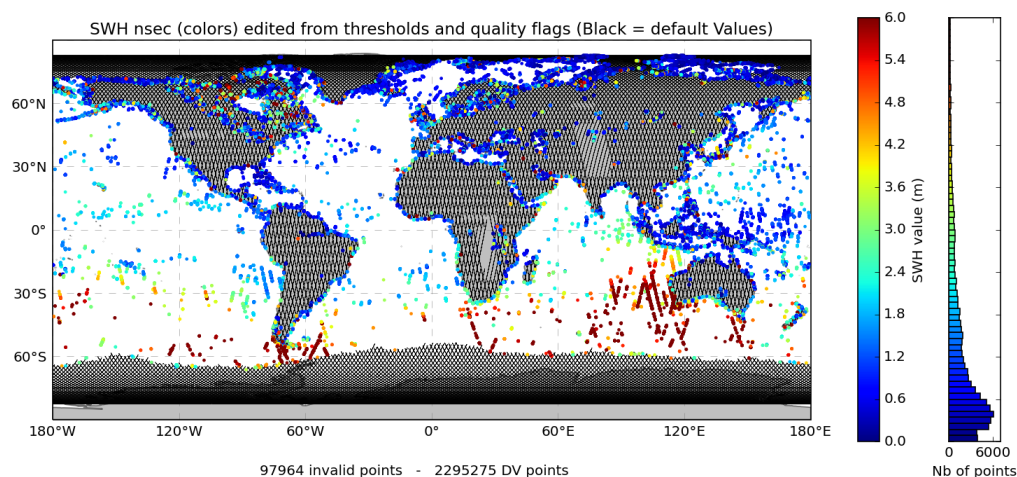 SWH nsec (colors) edited from thresholds and quality flags (Black = default Values)
60°N
30°N
0°
30°S
60°S
180°W 120°W 60°W 0° 60°E 120°E 180°E
97964 invalid points - 2295275 DV points
6.0
5.4
4.8
4.2
3.6
3.0
2.4
1.8
1.2
0.6
0.0
SWH value (m)
0 6000
Nb of points